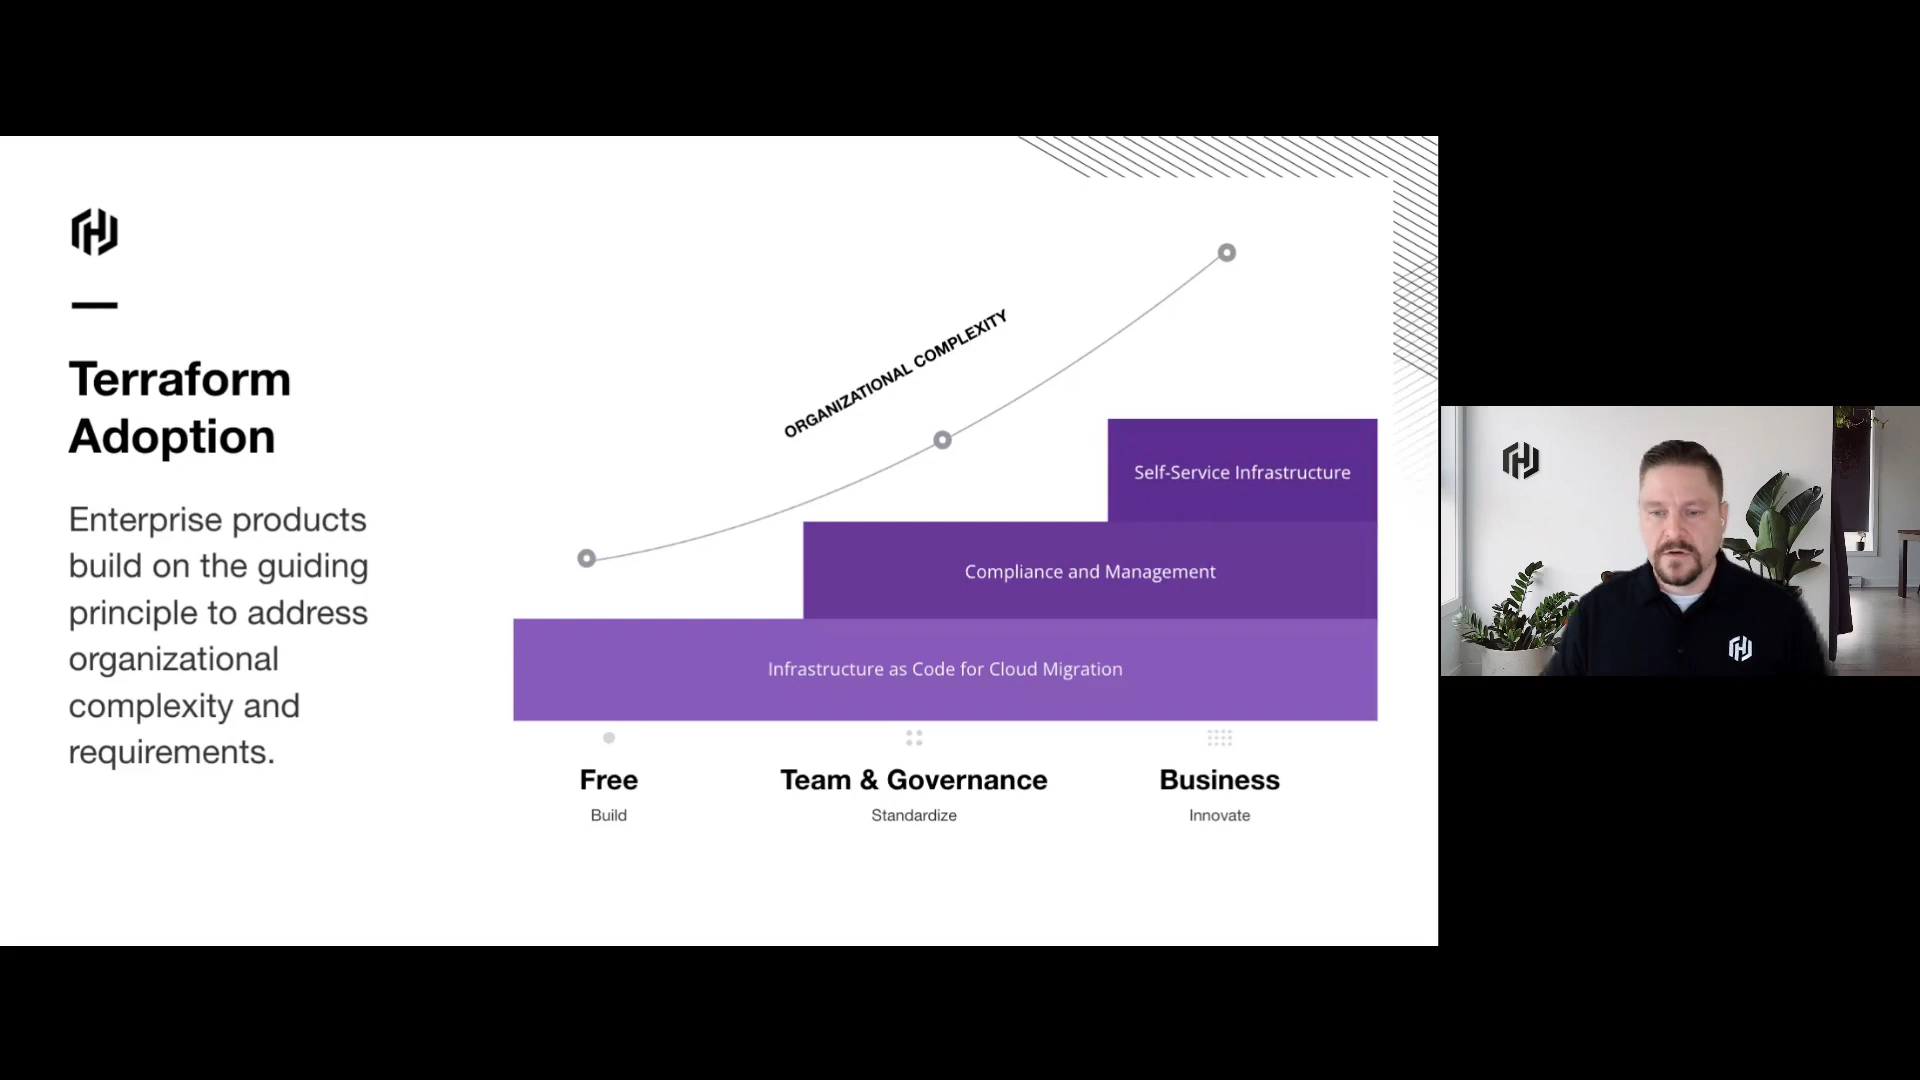 Terraform
Adoption
Enterprise products
build on the guiding
principle to address
organizational
complexity and
requirements.
ORGANIZATIONAL COMPLEXITY
Self-Service Infrastructure
Compliance and Management
Infrastructure as Code for Cloud Migration
Free
Build
Team & Governance
Standardize
Business
Innovate